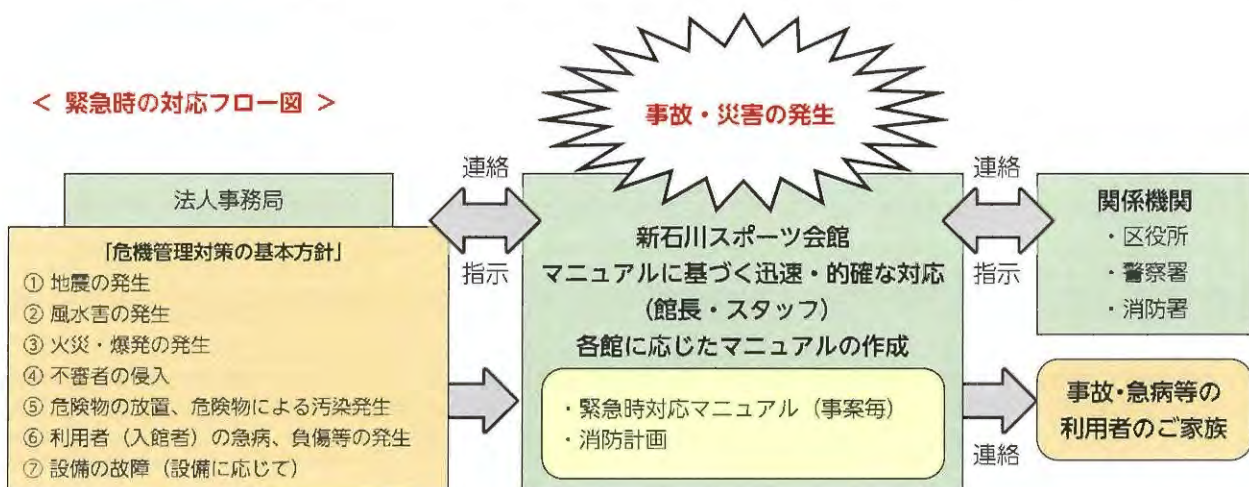 < 緊急時の対応フロー図 >
事故・災害の発生
法人事務局
「危機管理対策の基本方針」
① 地震の発生
② 風水害の発生
③ 火災・爆発の発生
④ 不審者の侵入
⑤ 危険物の放置、危険物による汚染発生
⑥ 利用者（入館者）の急病、負傷等の発生
⑦ 設備の故障（設備に応じて）
連絡
指示
新石川スポーツ会館
マニュアルに基づく迅速・的確な対応
（館長・スタッフ）
各館に応じたマニュアルの作成
・緊急時対応マニュアル（事案毎）
・消防計画
連絡
指示
関係機関
・区役所
・警察署
・消防署
連絡
事故・急病等の
利用者のご家族